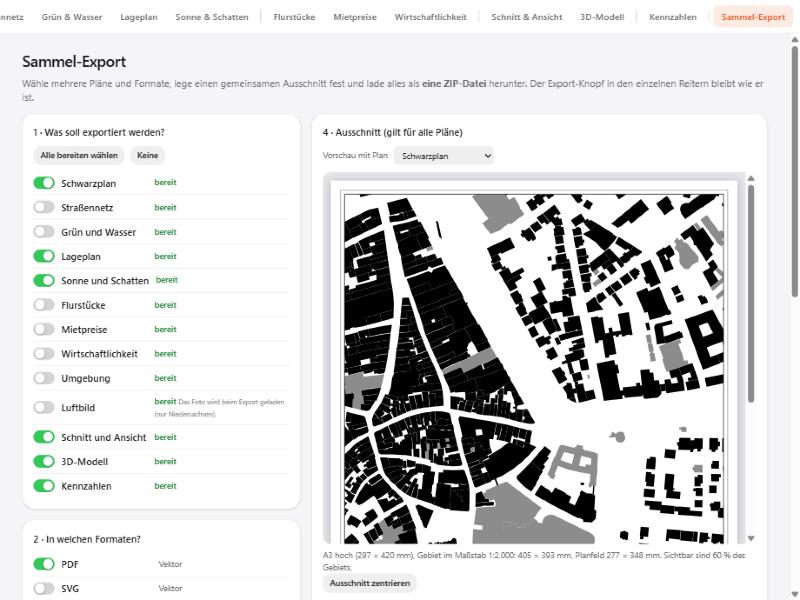 ennetz Grün & Wasser Lageplan Sonne & Schatten Flurstücke Mietpreise Wirtschaftlichkeit Schnitt & Ansicht 3D-Modell Kennzahlen Sammel-Export
Sammel-Export
Wähle mehrere Pläne und Formate, lege einen gemeinsamen Ausschnitt fest und lade alles als eine ZIP-Datei herunter. Der Export-Knopf in den einzelnen Reitern bleibt wie er
ist.
1 · Was soll exportiert werden?
Alle bereiten wählen Keine
Schwarzplan bereit
Straßennetz bereit
Grün und Wasser bereit
Lageplan bereit
Sonne und Schatten bereit
Flurstücke bereit
Mietpreise bereit
Wirtschaftlichkeit bereit
Umgebung bereit
Luftbild bereit Das Foto wird beim Export geladen
(nur Niedersachsen).
Schnitt und Ansicht bereit
3D-Modell bereit
Kennzahlen bereit
2 · In welchen Formaten?
PDF Vektor
SVG Vektor
4 · Ausschnitt (gilt für alle Pläne)
Vorschau mit Plan Schwarzplan
A3 hoch (297 × 420 mm), Gebiet im Maßstab 1:2,000: 405 × 393 mm, Planfeld 277 × 348 mm. Sichtbar sind 60 % des
Gebiets.
Ausschnitt zentrieren